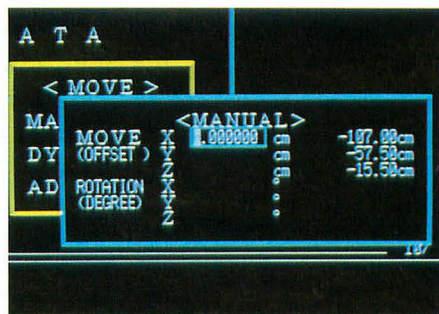 A T A
< MOVE >
MA
DY
AD
<MANUAL>
MOVE X .000000 cm -107.00cm
(OFFSET) Y cm -57.50cm
Z cm -15.50cm
ROTATION X °
(DEGREE) Y °
Z °